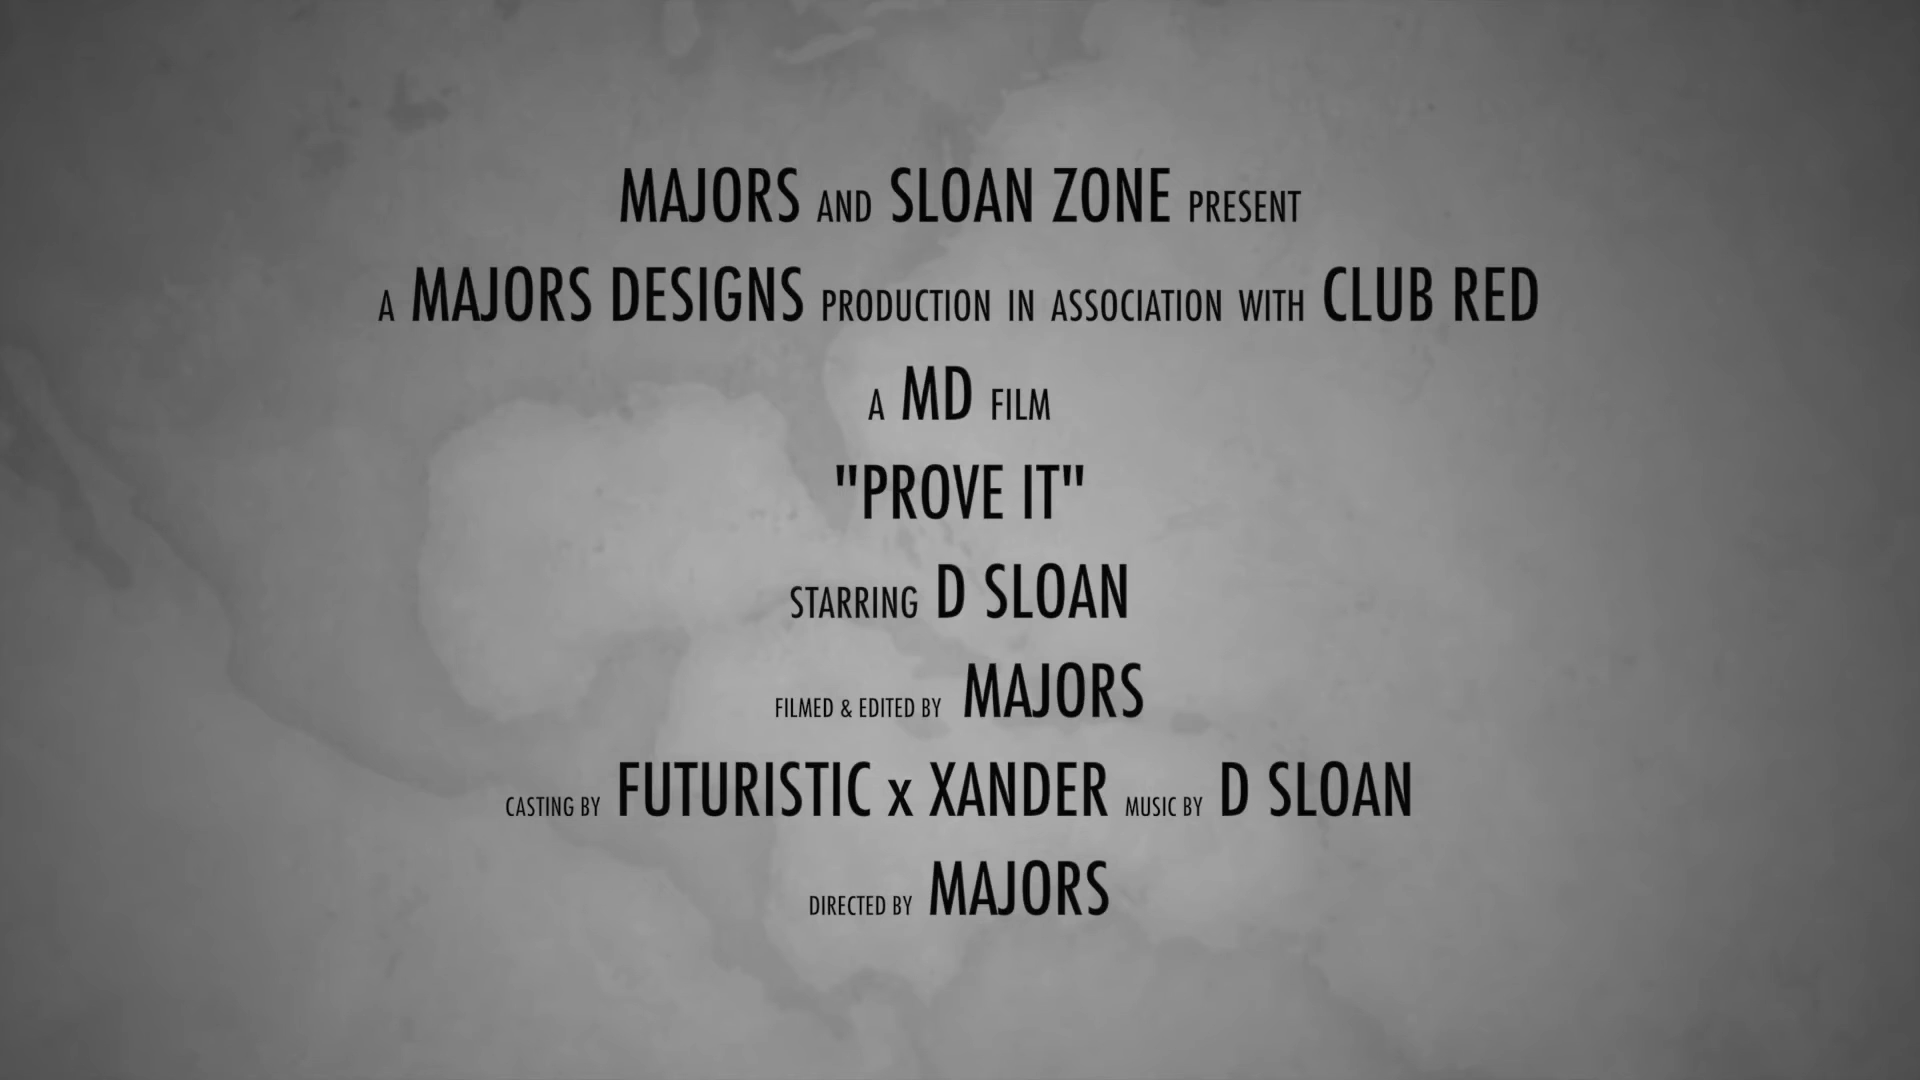 MAJORS AND SLOAN ZONE PRESENT
A MAJORS DESIGNS PRODUCTION IN ASSOCIATION WITH CLUB RED
A MD FILM
"PROVE IT"
STARRING D SLOAN
FILMED & EDITED BY MAJORS
CASTING BY FUTURISTIC x XANDER MUSIC BY D SLOAN
DIRECTED BY MAJORS